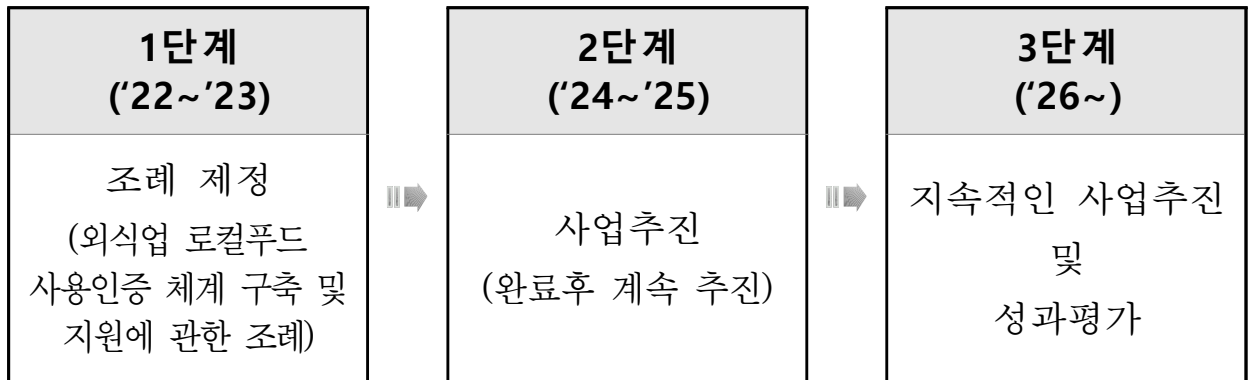 1단계
(‘22~’23)
조례 제정
(외식업 로컬푸드
사용인증 체계 구축 및
지원에 관한 조례)
2단계
(‘24~’25)
사업추진
(완료후 계속 추진)
3단계
(‘26~)
지속적인 사업추진
및
성과평가